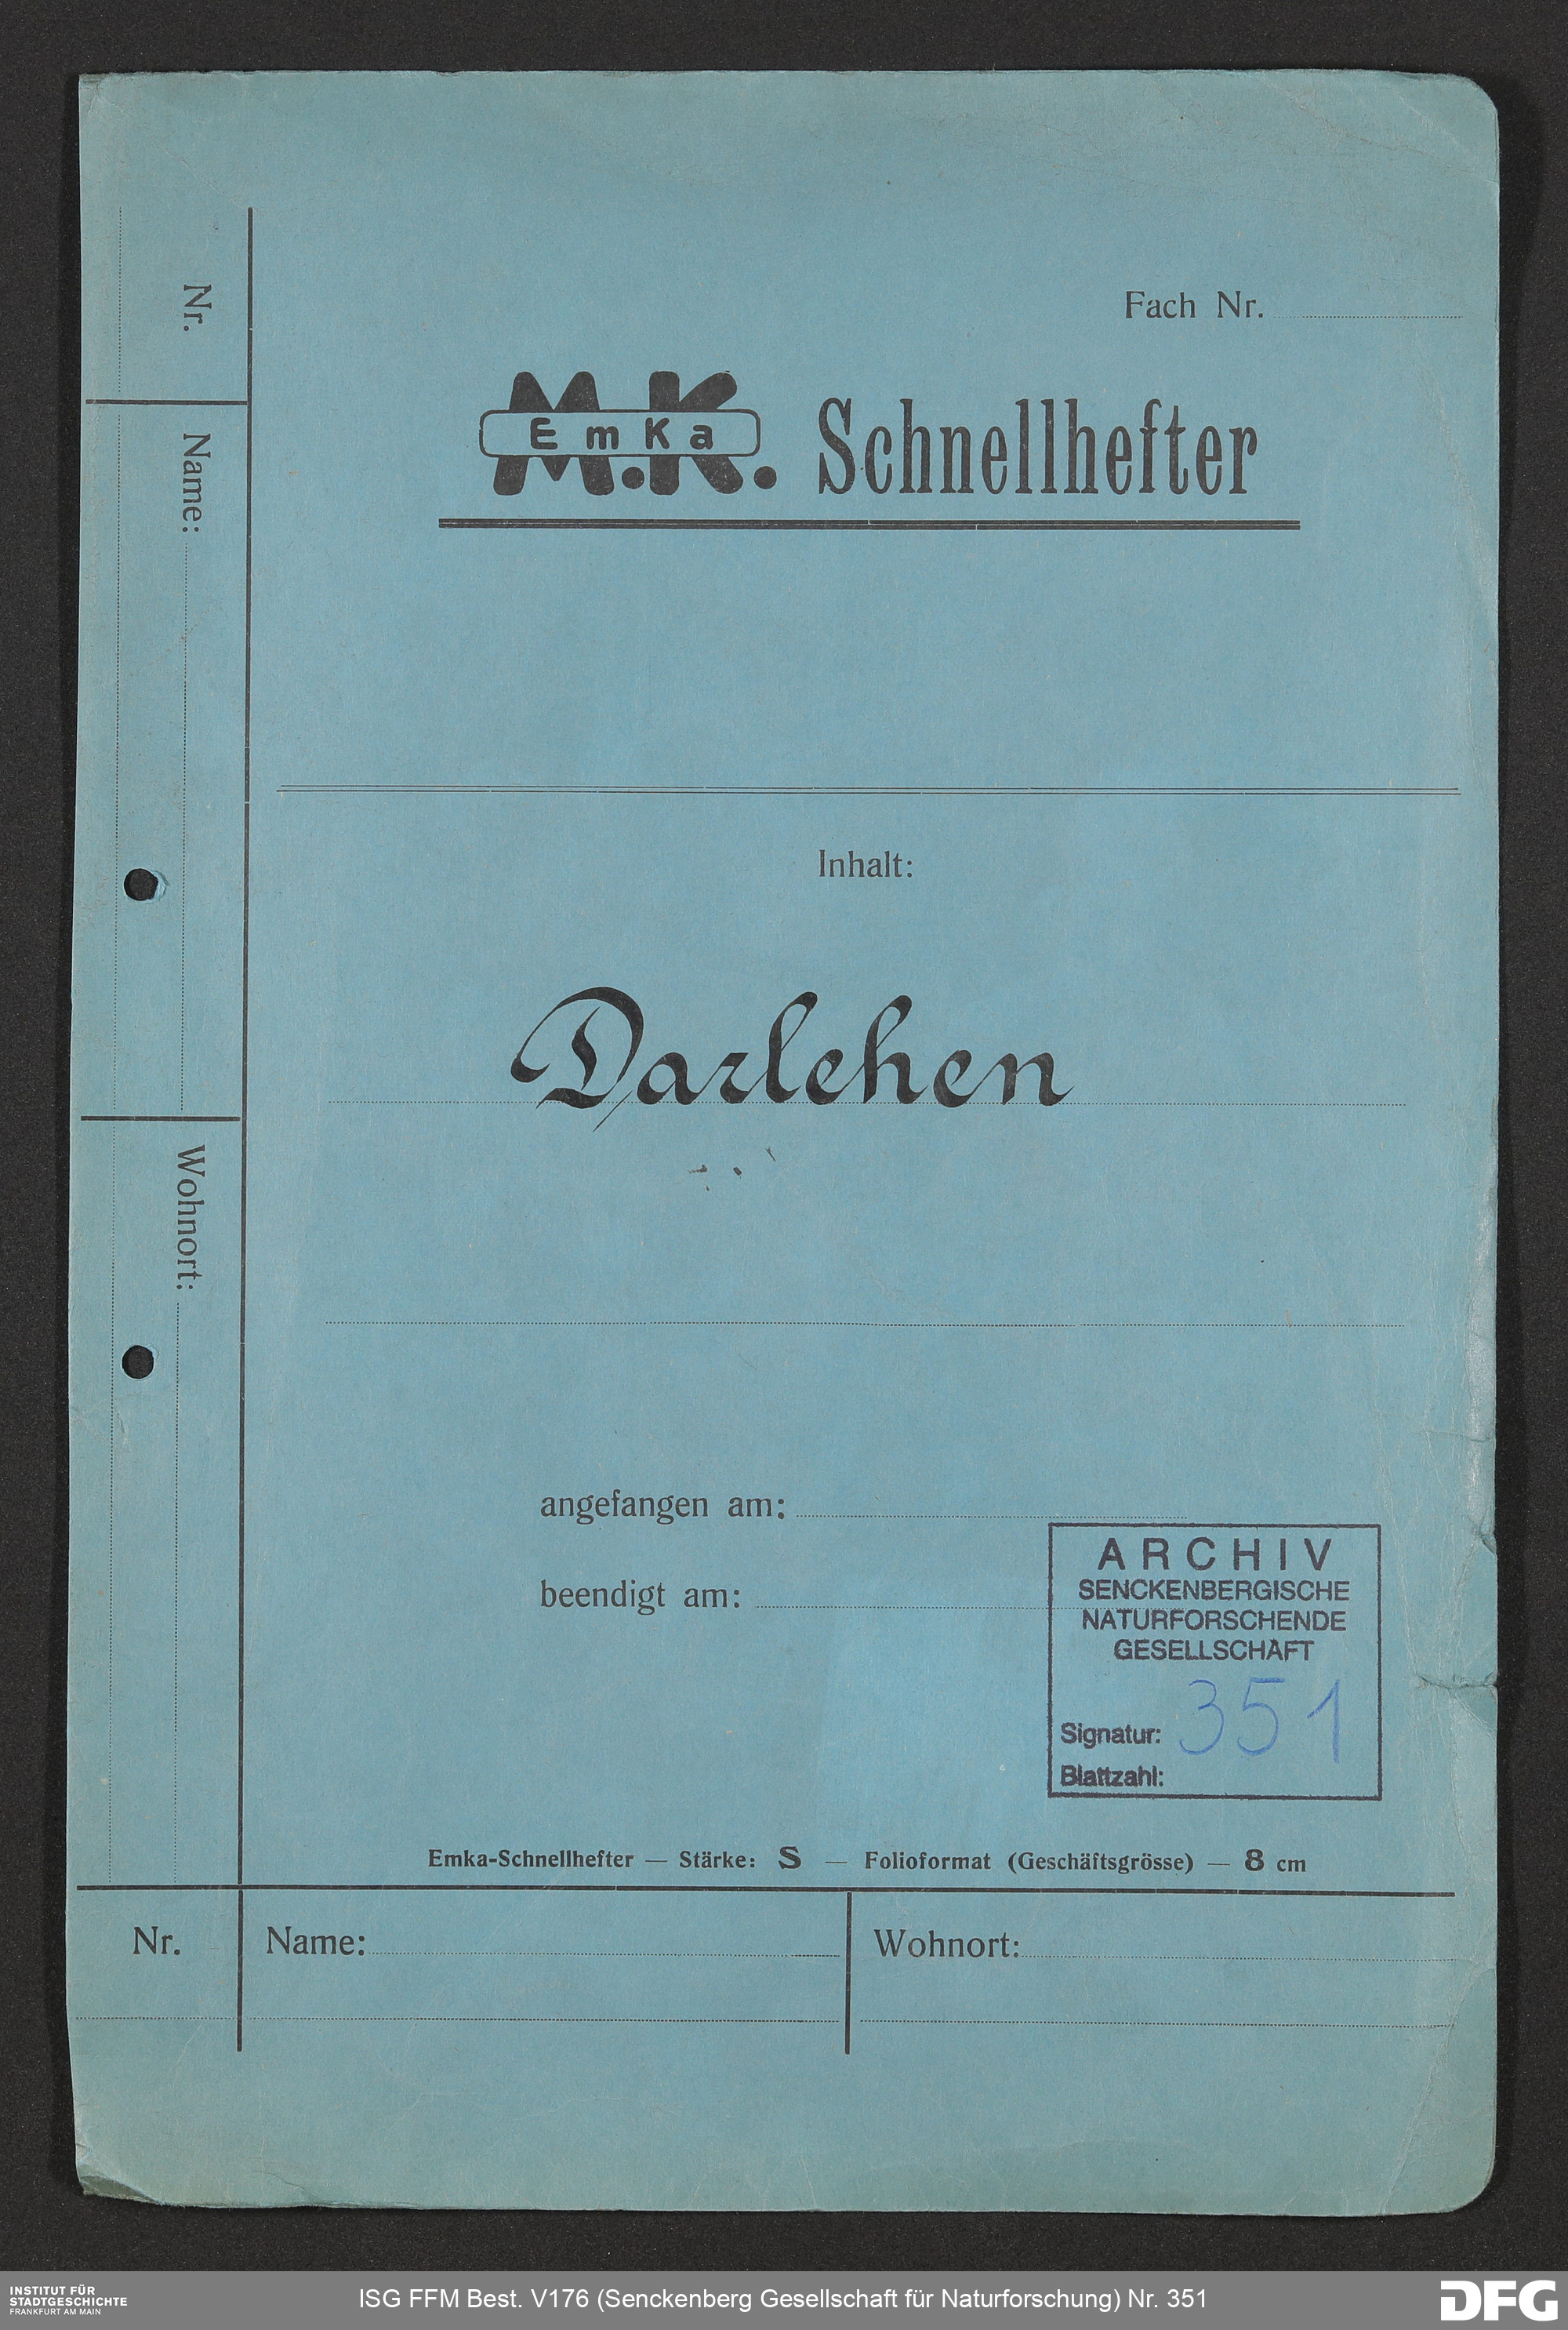 Fach Nr.
M.K. EmKa Schnellhefter
Nr.
Name:
Wohnort:
Inhalt:
Darlehen
angefangen am:
beendigt am:
ARCHIV
SENCKENBERGISCHE
NATURFORSCHENDE
GESELLSCHAFT
Signatur: 351
Blattzahl:
Emka-Schnellhefter — Stärke: S — Folioformat (Geschäftsgrösse) — 8 cm
Nr. Name: Wohnort:
INSTITUT FÜR
STADTGESCHICHTE
FRANKFURT AM MAIN
ISG FFM Best. V176 (Senckenberg Gesellschaft für Naturforschung) Nr. 351
DFG